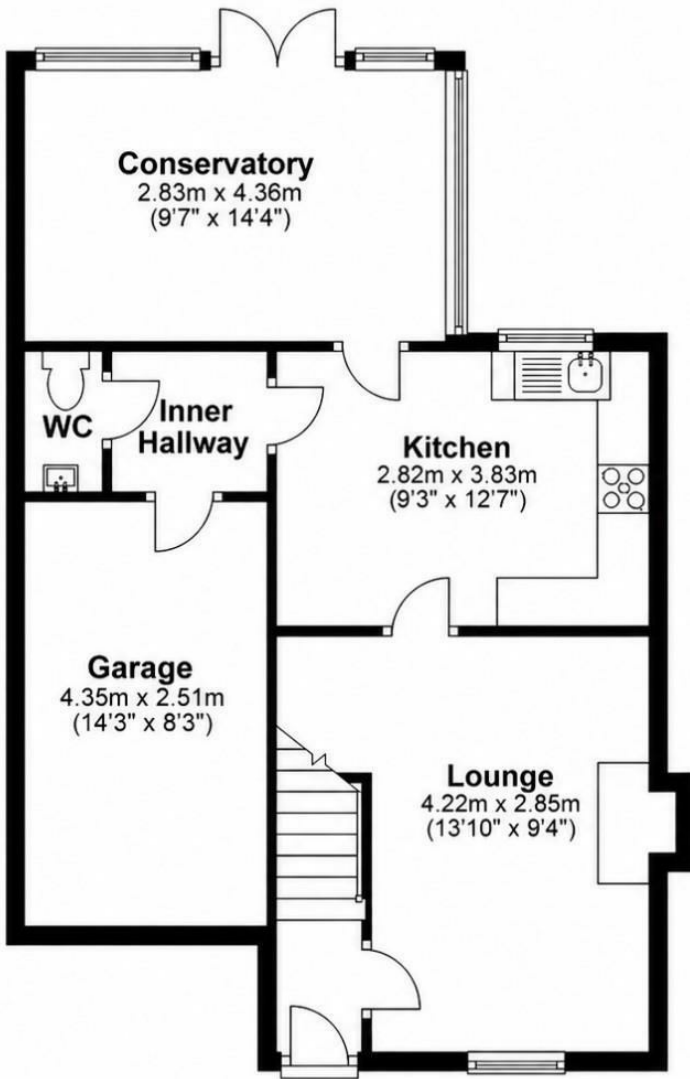 Conservatory
2.83m x 4.36m
(9'7" x 14'4")
Inner
Hallway
WC
Kitchen
2.82m x 3.83m
(9'3" x 12'7")
Garage
4.35m x 2.51m
(14'3" x 8'3")
Lounge
4.22m x 2.85m
(13'10" x 9'4")